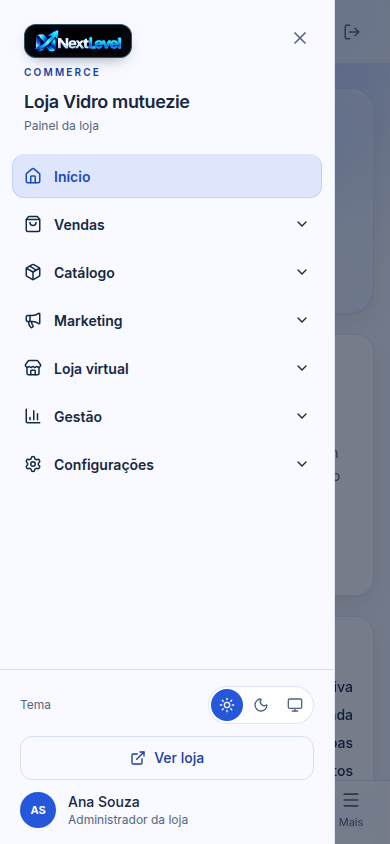 NextLevel
COMMERCE
Loja Vidro mutuezie
Painel da loja
Início
Vendas
Catálogo
Marketing
Loja virtual
Gestão
Configurações
Tema
Ver loja
AS
Ana Souza
Administrador da loja
Mais